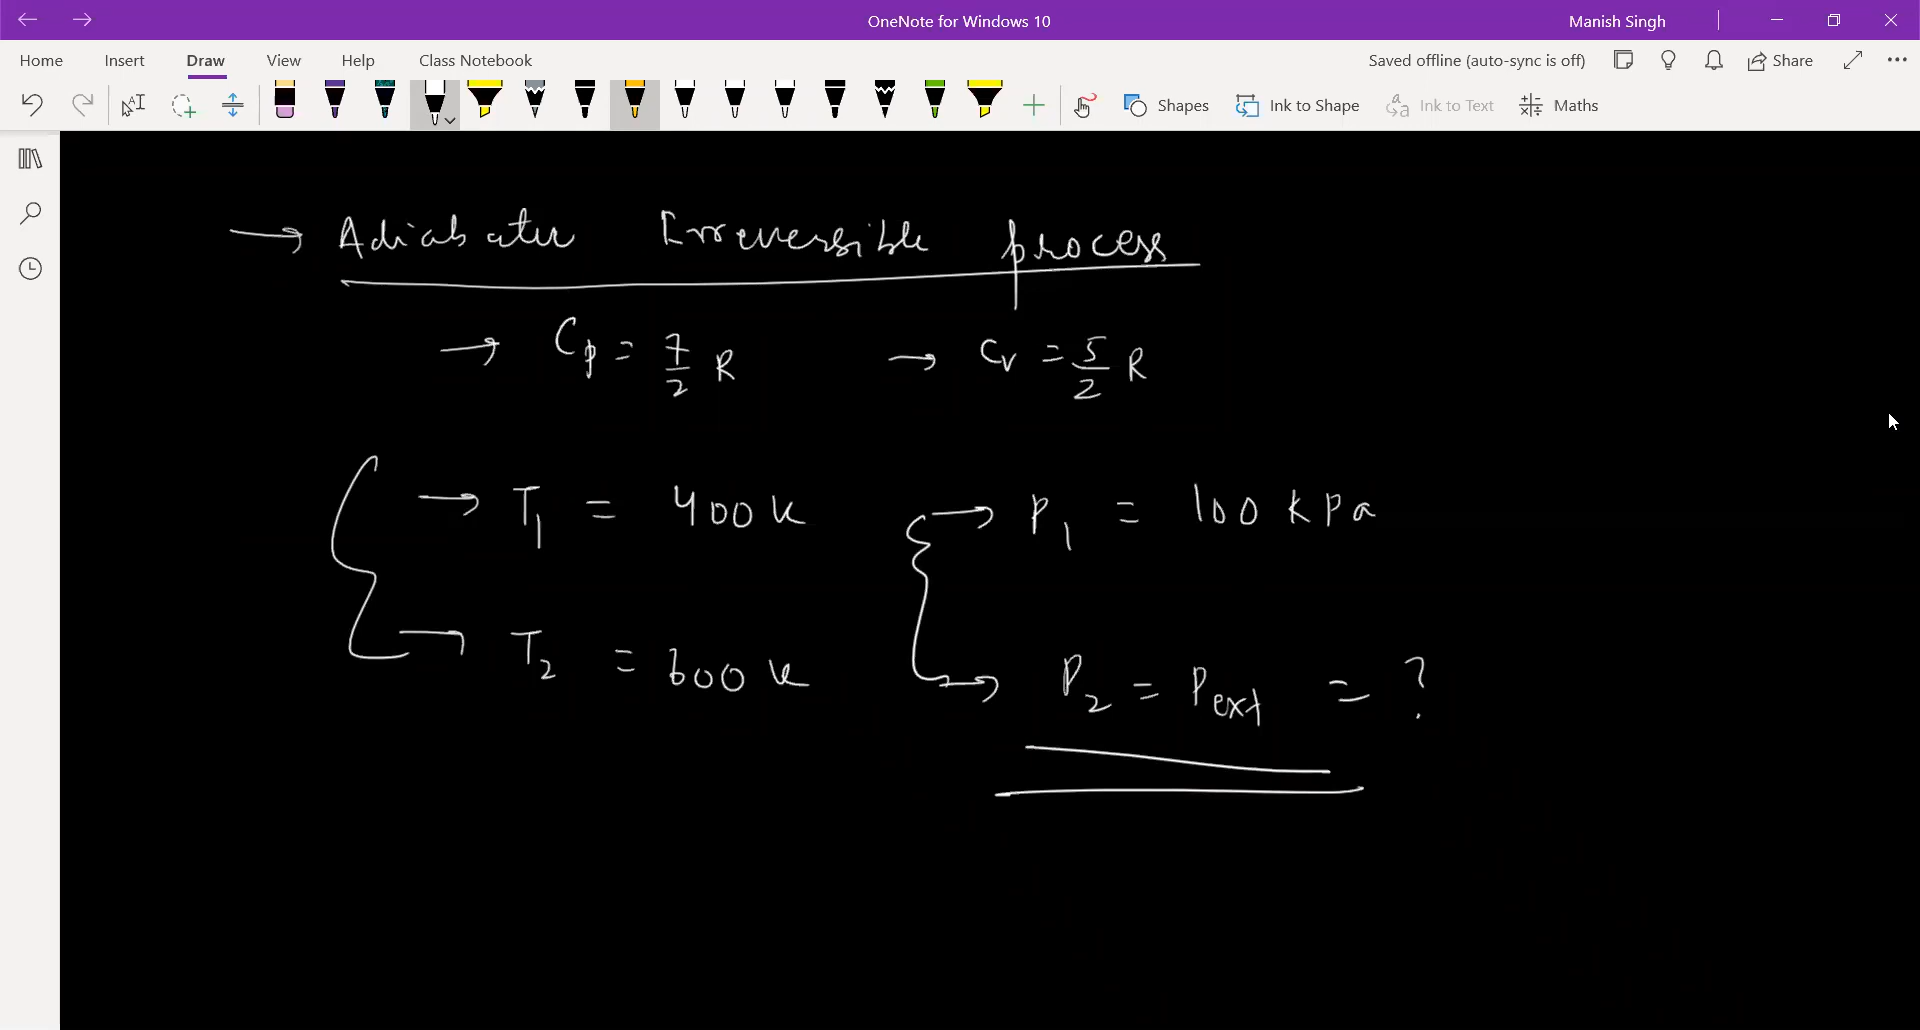 OneNote for Windows 10
Manish Singh
Home Insert Draw View Help Class Notebook
Saved offline (auto-sync is off) Share
Shapes Ink to Shape Ink to Text Maths
→ Adiabatic Irreversible process
→ Cp = 7/2 R → Cv = 5/2 R
→ T1 = 400 K → P1 = 100 kPa
→ T2 = 600 K → P2 = Pext = ?